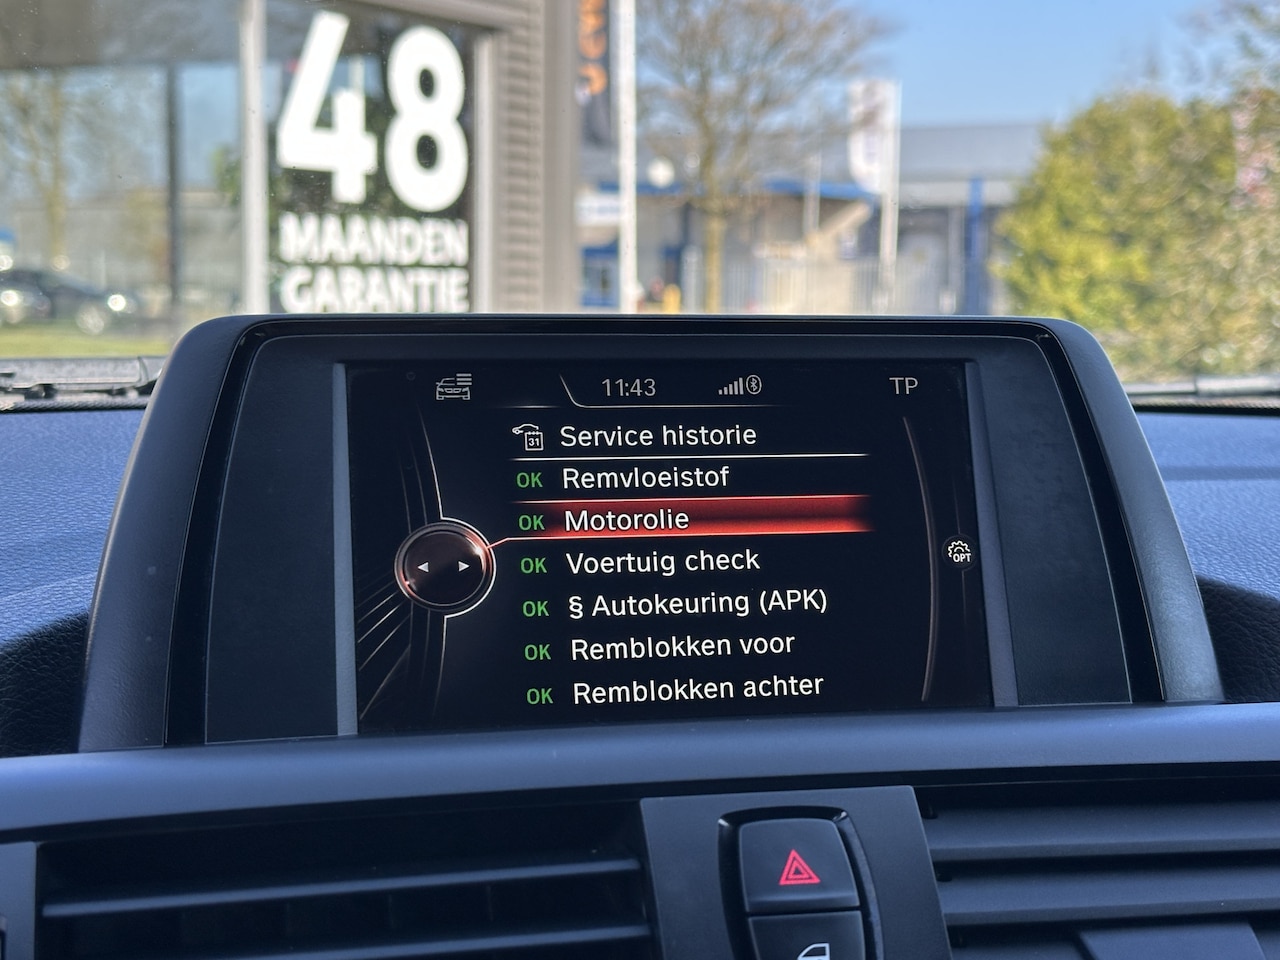 48
MAANDEN
GARANTIE
11:43
TP
31 Service historie
OK Remvloeistof
OK Motorolie
OK Voertuig check
OK § Autokeuring (APK)
OK Remblokken voor
OK Remblokken achter
OPT